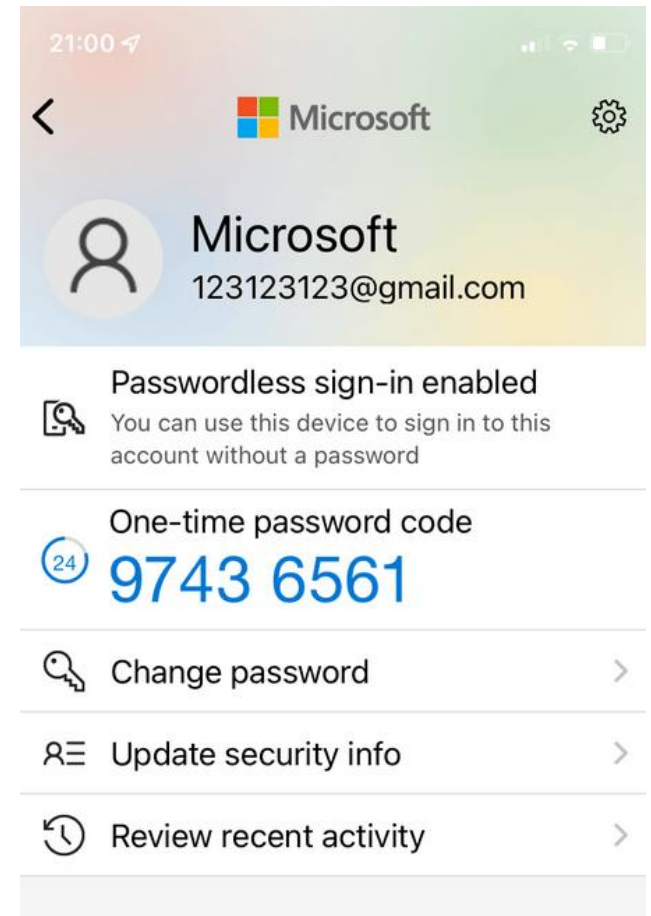 21:00
Microsoft
Microsoft
123123123@gmail.com
Passwordless sign-in enabled
You can use this device to sign in to this
account without a password
One-time password code
24
9743 6561
Change password
Update security info
Review recent activity